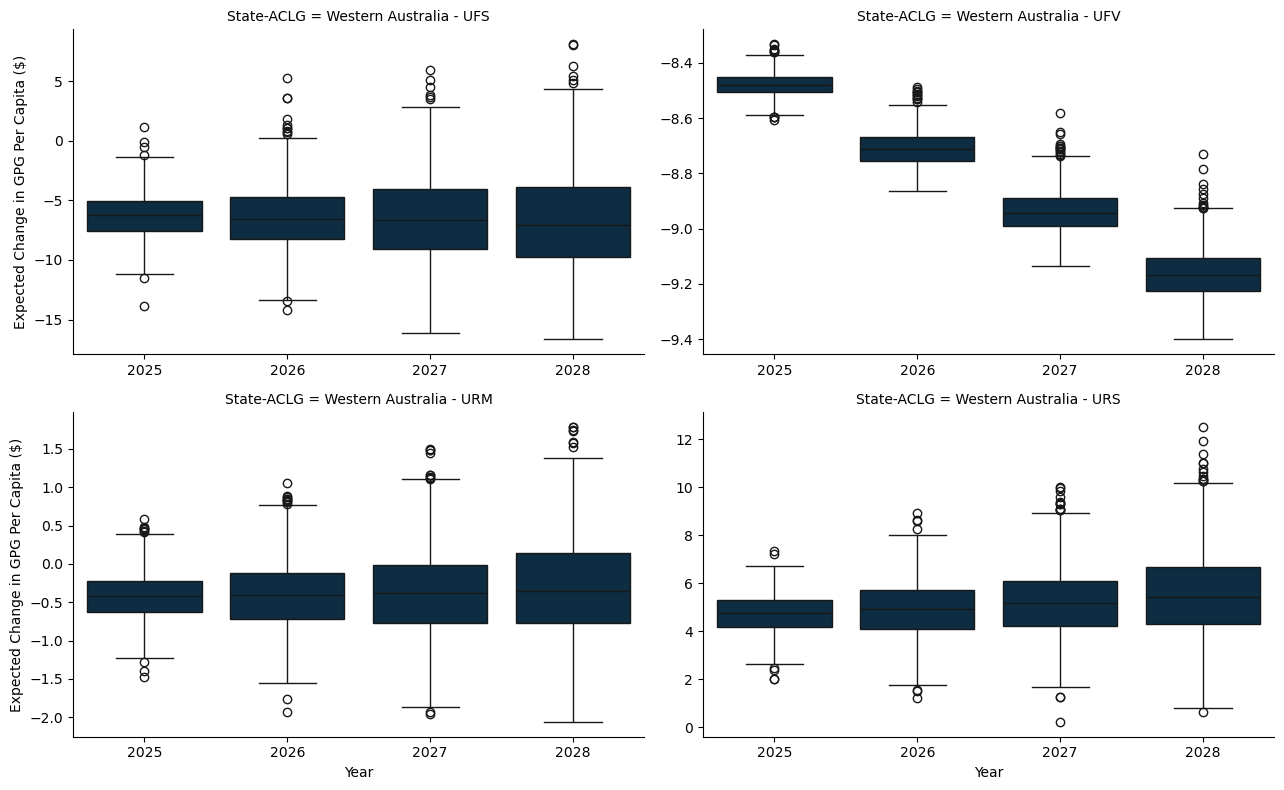 State-ACLG = Western Australia - UFS
Expected Change in GPG Per Capita ($)
5
0
−5
−10
−15
2025 2026 2027 2028
State-ACLG = Western Australia - UFV
−8.4
−8.6
−8.8
−9.0
−9.2
−9.4
2025 2026 2027 2028
State-ACLG = Western Australia - URM
Expected Change in GPG Per Capita ($)
1.5
1.0
0.5
0.0
−0.5
−1.0
−1.5
−2.0
2025 2026 2027 2028
Year
State-ACLG = Western Australia - URS
12
10
8
6
4
2
0
2025 2026 2027 2028
Year